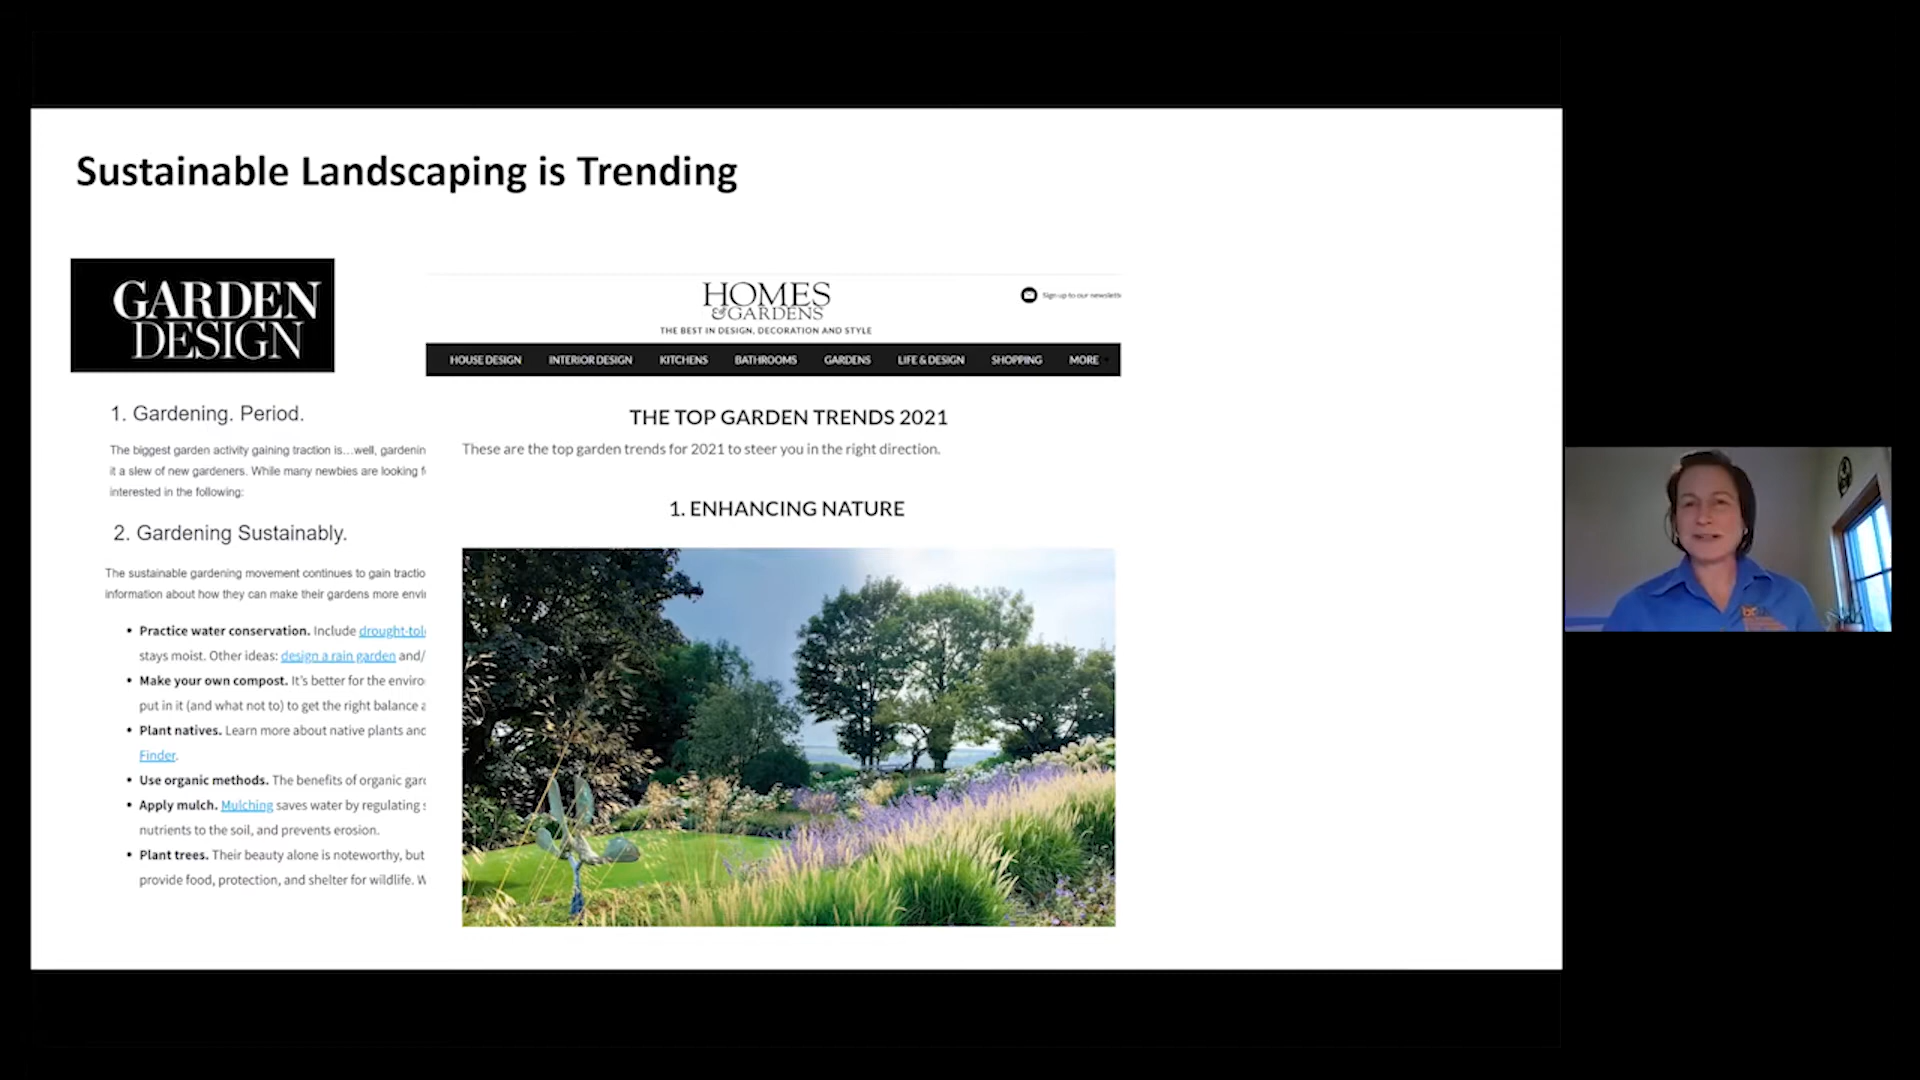 Sustainable Landscaping is Trending
GARDEN
DESIGN
1. Gardening. Period.
The biggest garden activity gaining traction is...well,
it a slew of new gardeners. While many newbies are looking
interested in the following:
2. Gardening Sustainably.
The sustainable gardening movement continues to gain
information about how they can make their gardens more
• Practice water conservation. Include
stays moist. Other ideas: design a rain garden and/
• Make your own compost. It's better for the
put in it (and what not to) to get the right balance
• Plant natives. Learn more about native plants and
Finder.
• Use organic methods. The benefits of organic
• Apply mulch. Mulching saves water by regulating
nutrients to the soil, and prevents erosion.
• Plant trees. Their beauty alone is noteworthy, but
provide food, protection, and shelter for wildlife.
HOMES
& GARDENS
THE BEST IN DESIGN, DECORATION AND STYLE
Sign up to our
HOUSE DESIGN INTERIOR DESIGN KITCHENS BATHROOMS GARDENS LIFE & DESIGN SHOPPING MORE
THE TOP GARDEN TRENDS 2021
These are the top garden trends for 2021 to steer you in the right direction.
1. ENHANCING NATURE